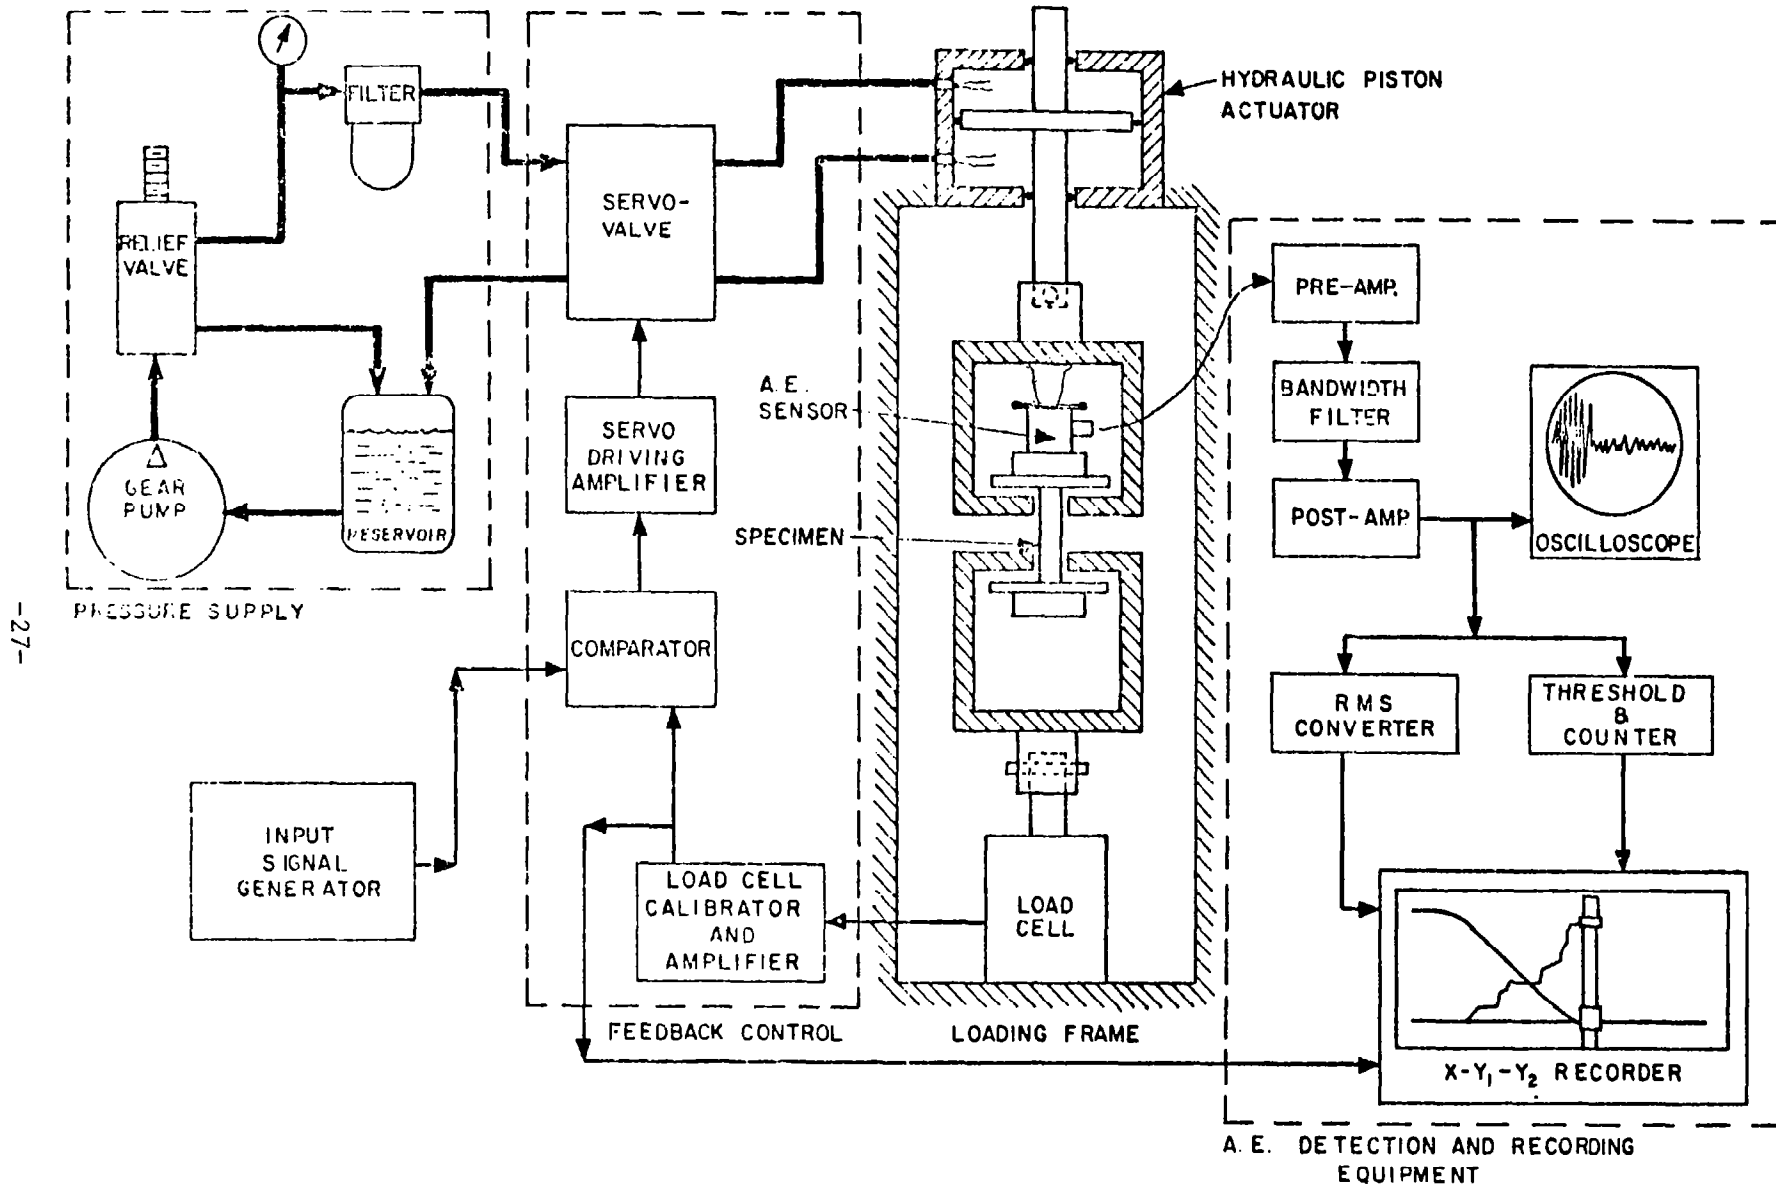 FILTER
RELIEF
VALVE
GEAR
PUMP
RESERVOIR
PRESSURE SUPPLY
-27-
INPUT
SIGNAL
GENERATOR
SERVO-
VALVE
SERVO
DRIVING
AMPLIFIER
COMPARATOR
LOAD CELL
CALIBRATOR
AND
AMPLIFIER
FEEDBACK CONTROL
HYDRAULIC PISTON
ACTUATOR
A.E.
SENSOR
SPECIMEN
LOAD
CELL
LOADING FRAME
PRE-AMP.
BANDWIDTH
FILTER
POST-AMP.
OSCILLOSCOPE
RMS
CONVERTER
THRESHOLD
&
COUNTER
X-Y₁-Y₂ RECORDER
A.E. DETECTION AND RECORDING
EQUIPMENT